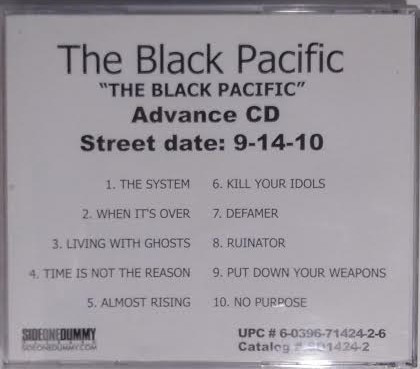 The Black Pacific
"THE BLACK PACIFIC"
Advance CD
Street date: 9-14-10
1. THE SYSTEM
2. WHEN IT'S OVER
3. LIVING WITH GHOSTS
4. TIME IS NOT THE REASON
5. ALMOST RISING
6. KILL YOUR IDOLS
7. DEFAMER
8. RUINATOR
9. PUT DOWN YOUR WEAPONS
10. NO PURPOSE
SIDEONEDUMMY
SIDEONEDUMMY.COM
UPC # 6-0396-71424-2-6
Catalog # SD1424-2